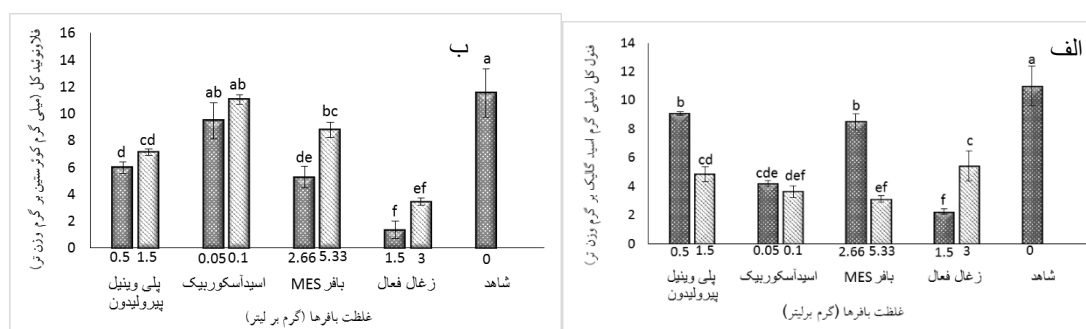 الف
فنول کل (میلی گرم اسید گالیک بر گرم وزن تر)
14
12
10
8
6
4
2
0
b cd cde def b ef f c a
0.5 1.5 0.05 0.1 2.66 5.33 1.5 3 0
پلی وینیل پیرولیدون
اسیدآسکوربیک
بافر MES
زغال فعال
شاهد
غلظت بافرها (گرم برلیتر)
ب
فلاونوئید کل (میلی گرم کوئرستین بر گرم وزن تر)
16
14
12
10
8
6
4
2
0
d cd ab ab de bc f ef a
0.5 1.5 0.05 0.1 2.66 5.33 1.5 3 0
پلی وینیل
پیرولیدون
اسیدآسکوربیک
بافر MES
زغال فعال
شاهد
غلظت بافرها (گرم بر لیتر)